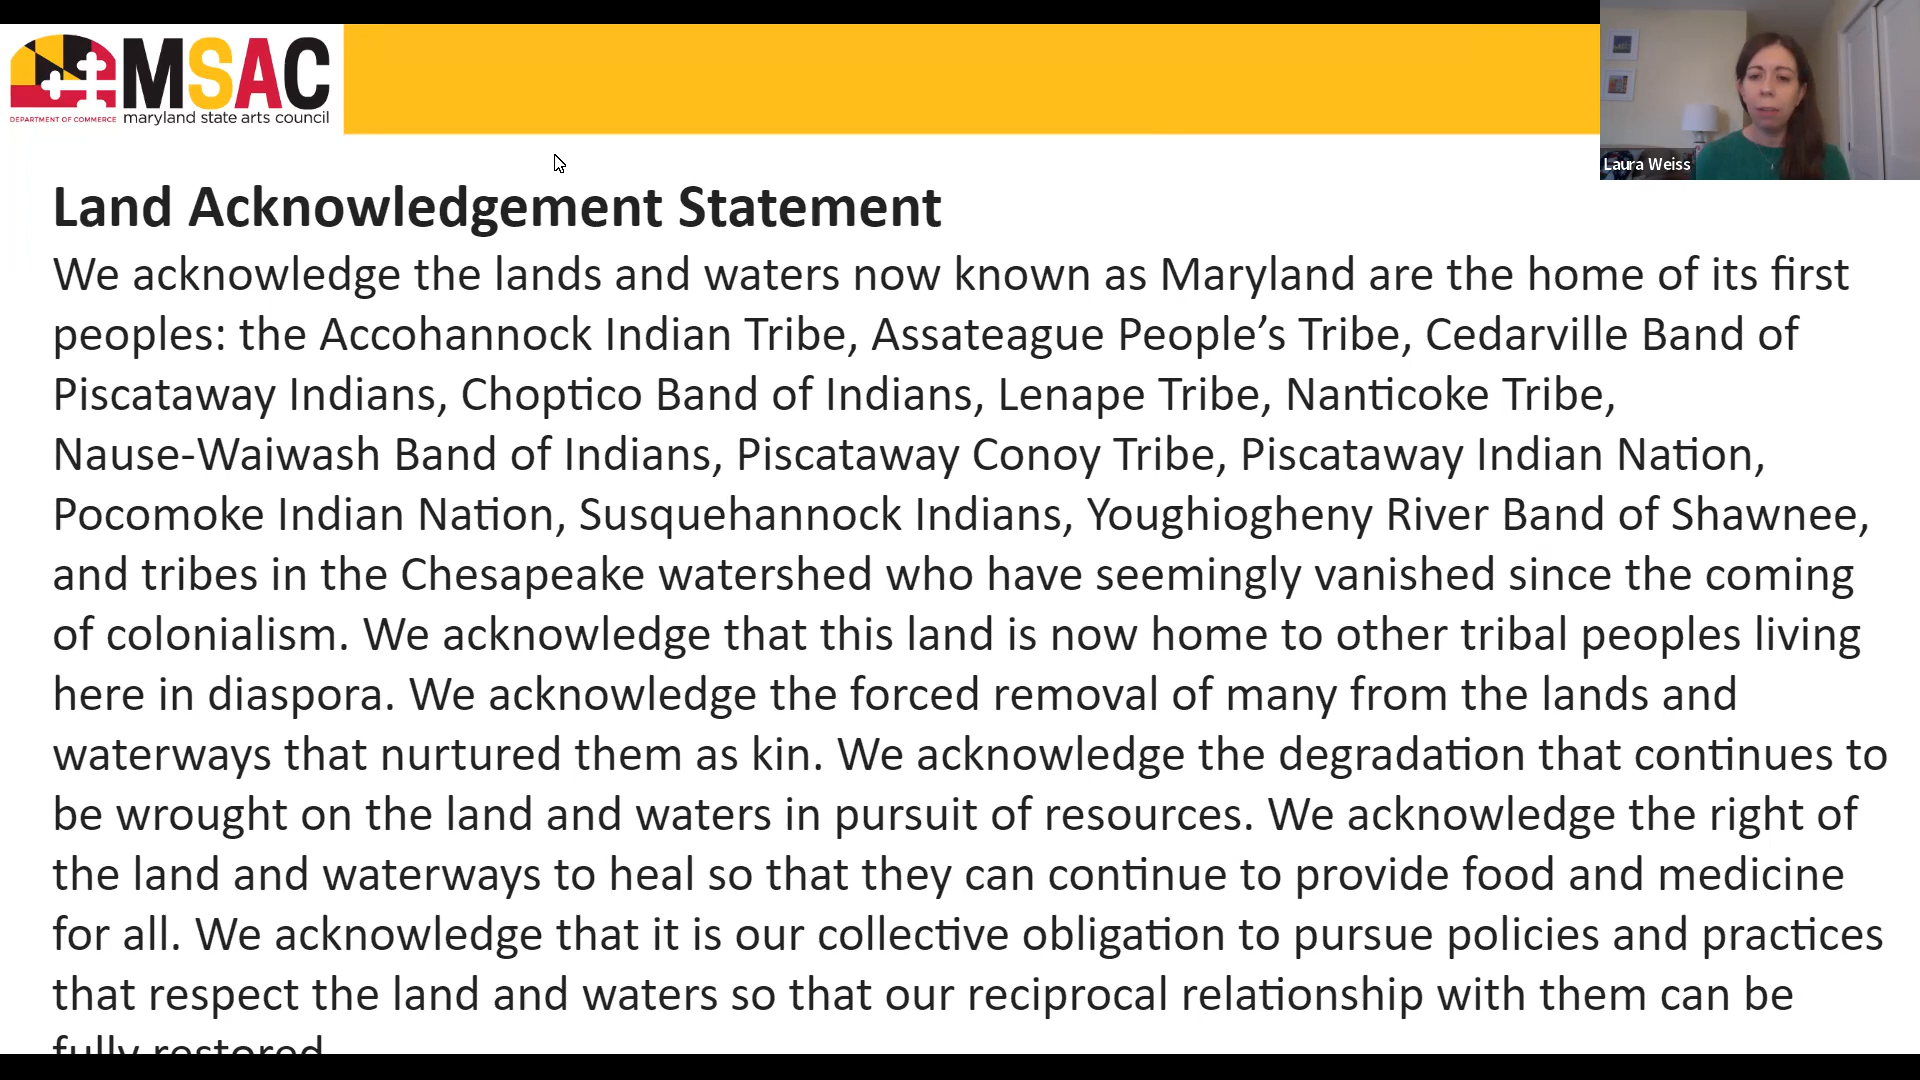 MSAC
DEPARTMENT OF COMMERCE maryland state arts council
Laura Weiss
Land Acknowledgement Statement
We acknowledge the lands and waters now known as Maryland are the home of its first
peoples: the Accohannock Indian Tribe, Assateague People’s Tribe, Cedarville Band of
Piscataway Indians, Choptico Band of Indians, Lenape Tribe, Nanticoke Tribe,
Nause-Waiwash Band of Indians, Piscataway Conoy Tribe, Piscataway Indian Nation,
Pocomoke Indian Nation, Susquehannock Indians, Youghiogheny River Band of Shawnee,
and tribes in the Chesapeake watershed who have seemingly vanished since the coming
of colonialism. We acknowledge that this land is now home to other tribal peoples living
here in diaspora. We acknowledge the forced removal of many from the lands and
waterways that nurtured them as kin. We acknowledge the degradation that continues to
be wrought on the land and waters in pursuit of resources. We acknowledge the right of
the land and waterways to heal so that they can continue to provide food and medicine
for all. We acknowledge that it is our collective obligation to pursue policies and practices
that respect the land and waters so that our reciprocal relationship with them can be
fully restored